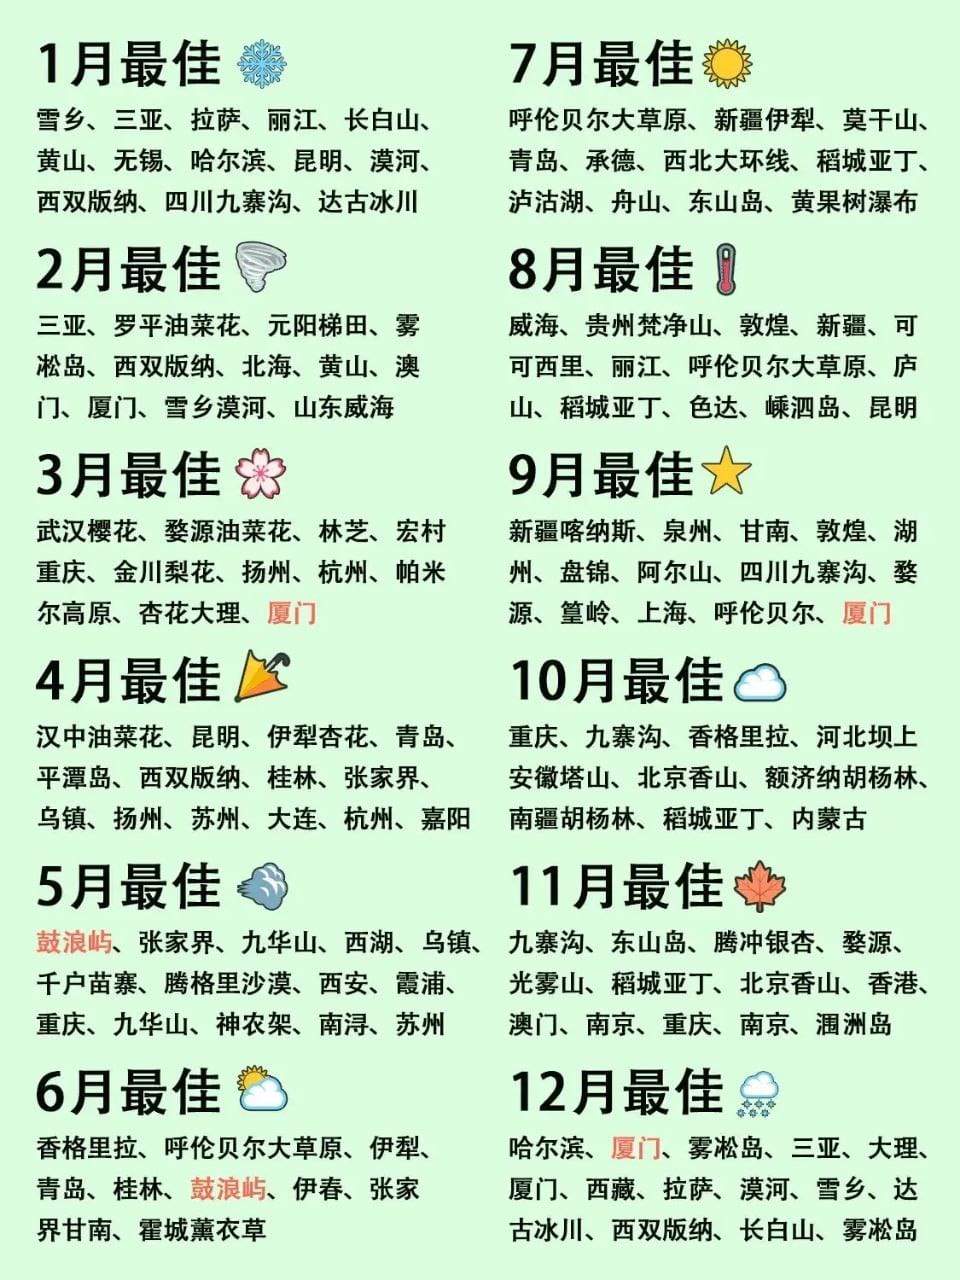 1月最佳
雪乡、三亚、拉萨、丽江、长白山、
黄山、无锡、哈尔滨、昆明、漠河、
西双版纳、四川九寨沟、达古冰川
2月最佳
三亚、罗平油菜花、元阳梯田、雾
凇岛、西双版纳、北海、黄山、澳
门、厦门、雪乡漠河、山东威海
3月最佳
武汉樱花、婺源油菜花、林芝、宏村
重庆、金川梨花、扬州、杭州、帕米
尔高原、杏花大理、厦门
4月最佳
汉中油菜花、昆明、伊犁杏花、青岛、
平潭岛、西双版纳、桂林、张家界、
乌镇、扬州、苏州、大连、杭州、嘉阳
5月最佳
鼓浪屿、张家界、九华山、西湖、乌镇、
千户苗寨、腾格里沙漠、西安、霞浦、
重庆、九华山、神农架、南浔、苏州
6月最佳
香格里拉、呼伦贝尔大草原、伊犁、
青岛、桂林、鼓浪屿、伊春、张家
界甘南、霍城薰衣草
7月最佳
呼伦贝尔大草原、新疆伊犁、莫干山、
青岛、承德、西北大环线、稻城亚丁、
泸沽湖、舟山、东山岛、黄果树瀑布
8月最佳
威海、贵州梵净山、敦煌、新疆、可
可西里、丽江、呼伦贝尔大草原、庐
山、稻城亚丁、色达、嵊泗岛、昆明
9月最佳
新疆喀纳斯、泉州、甘南、敦煌、湖
州、盘锦、阿尔山、四川九寨沟、婺
源、篁岭、上海、呼伦贝尔、厦门
10月最佳
重庆、九寨沟、香格里拉、河北坝上
安徽塔山、北京香山、额济纳胡杨林、
南疆胡杨林、稻城亚丁、内蒙古
11月最佳
九寨沟、东山岛、腾冲银杏、婺源、
光雾山、稻城亚丁、北京香山、香港、
澳门、南京、重庆、南京、涠洲岛
12月最佳
哈尔滨、厦门、雾凇岛、三亚、大理、
厦门、西藏、拉萨、漠河、雪乡、达
古冰川、西双版纳、长白山、雾凇岛